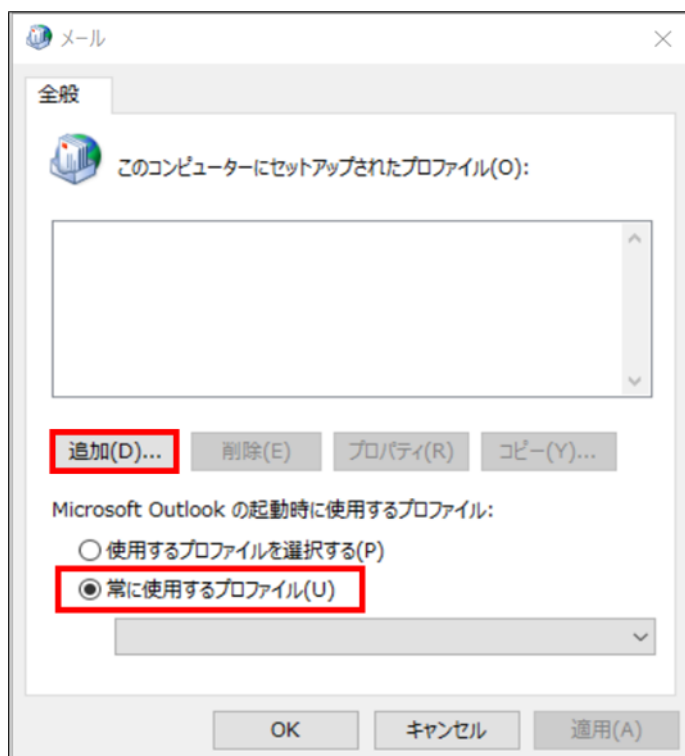 メール
全般
このコンピューターにセットアップされたプロファイル(O):
追加(D)... 削除(E) プロパティ(R) コピー(Y)...
Microsoft Outlook の起動時に使用するプロファイル:
使用するプロファイルを選択する(P)
常に使用するプロファイル(U)
OK キャンセル 適用(A)